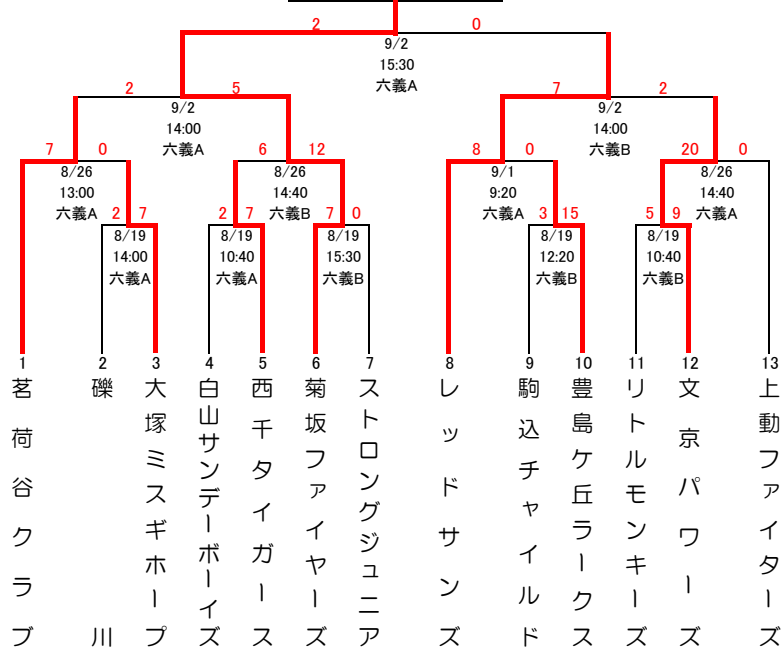 2 0
9/2
15:30
六義A
2 5
9/2
14:00
六義A
7 2
9/2
14:00
六義B
7 0
8/26
13:00
六義A
6 12
8/26
14:40
六義B
8 0
9/1
9:20
六義A
20 0
8/26
14:40
六義A
2 7
8/19
14:00
六義A
2 7
8/19
10:40
六義A
7 0
8/19
15:30
六義B
3 15
8/19
12:20
六義B
5 9
8/19
10:40
六義B
1
茗荷谷クラブ
2
礫川
3
大塚ミスギホープ
4
白山サンデーボーイズ
5
西千タイガース
6
菊坂ファイヤーズ
7
ストロングジュニア
8
レッドサンズ
9
駒込チャイルド
10
豊島ケ丘ラークス
11
リトルモンキーズ
12
文京パワーズ
13
上動ファイターズ